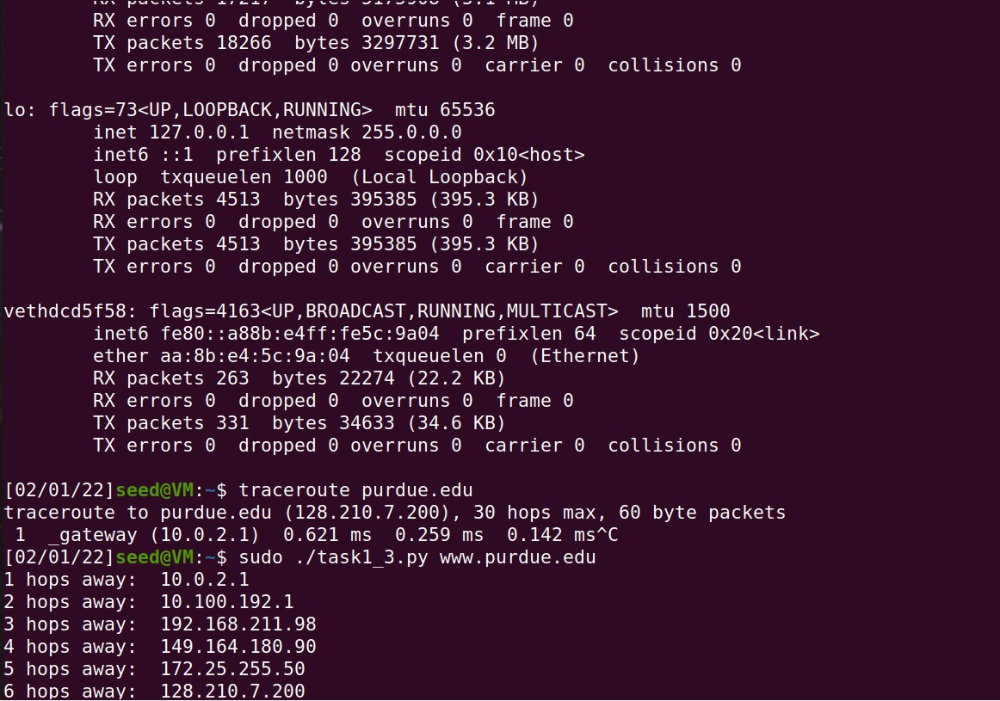 RX packets 17217  bytes 5175908 (5.1 MB)
RX errors 0  dropped 0  overruns 0  frame 0
TX packets 18266  bytes 3297731 (3.2 MB)
TX errors 0  dropped 0 overruns 0  carrier 0  collisions 0
lo: flags=73<UP,LOOPBACK,RUNNING>  mtu 65536
inet 127.0.0.1  netmask 255.0.0.0
inet6 ::1  prefixlen 128  scopeid 0x10<host>
loop  txqueuelen 1000  (Local Loopback)
RX packets 4513  bytes 395385 (395.3 KB)
RX errors 0  dropped 0  overruns 0  frame 0
TX packets 4513  bytes 395385 (395.3 KB)
TX errors 0  dropped 0 overruns 0  carrier 0  collisions 0
vethdcd5f58: flags=4163<UP,BROADCAST,RUNNING,MULTICAST>  mtu 1500
inet6 fe80::a88b:e4ff:fe5c:9a04  prefixlen 64  scopeid 0x20<link>
ether aa:8b:e4:5c:9a:04  txqueuelen 0  (Ethernet)
RX packets 263  bytes 22274 (22.2 KB)
RX errors 0  dropped 0  overruns 0  frame 0
TX packets 331  bytes 34633 (34.6 KB)
TX errors 0  dropped 0 overruns 0  carrier 0  collisions 0
[02/01/22]seed@VM:~$ traceroute purdue.edu
traceroute to purdue.edu (128.210.7.200), 30 hops max, 60 byte packets
1  _gateway (10.0.2.1)  0.621 ms  0.259 ms  0.142 ms^C
[02/01/22]seed@VM:~$ sudo ./task1_3.py www.purdue.edu
1 hops away:  10.0.2.1
2 hops away:  10.100.192.1
3 hops away:  192.168.211.98
4 hops away:  149.164.180.90
5 hops away:  172.25.255.50
6 hops away:  128.210.7.200